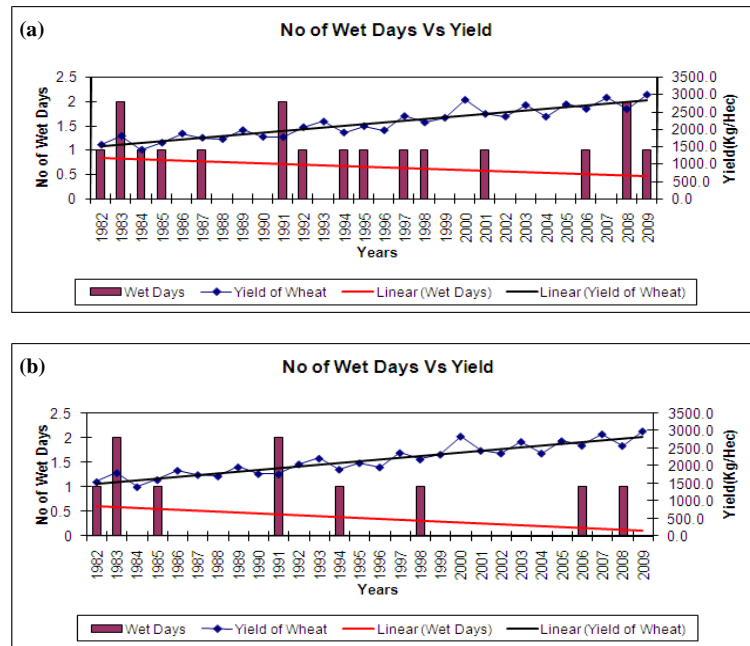 (a)
No of Wet Days Vs Yield
No of Wet Days
2.5
2
1.5
1
0.5
0
3500.0
3000.0
2500.0
2000.0
1500.0
1000.0
500.0
0.0
Yield(Kg/Hec)
1982 1983 1984 1985 1986 1987 1988 1989 1990 1991 1992 1993 1994 1995 1996 1997 1998 1999 2000 2001 2002 2003 2004 2005 2006 2007 2008 2009
Years
Wet Days Yield of Wheat Linear (Wet Days) Linear (Yield of Wheat)
(b)
No of Wet Days Vs Yield
No of Wet Days
2.5
2
1.5
1
0.5
0
3500.0
3000.0
2500.0
2000.0
1500.0
1000.0
500.0
0.0
Yield(Kg/Hec)
1982 1983 1984 1985 1986 1987 1988 1989 1990 1991 1992 1993 1994 1995 1996 1997 1998 1999 2000 2001 2002 2003 2004 2005 2006 2007 2008 2009
Years
Wet Days Yield of Wheat Linear (Wet Days) Linear (Yield of Wheat)